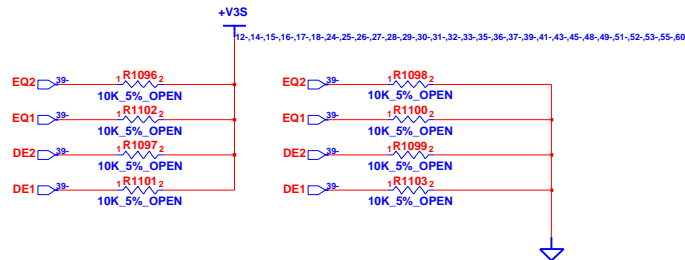 +V3S
12-,14-,15-,16-,17-,18-,24-,25-,26-,27-,28-,29-,30-,31-,32-,33-,35-,36-,37-,39-,41-,43-,45-,48-,49-,51-,52-,53-,55-,60
EQ2 39- 1 R1096 2
10K_5%_OPEN
EQ1 39- 1 R1102 2
10K_5%_OPEN
DE2 39- 1 R1097 2
10K_5%_OPEN
DE1 39- 1 R1101 2
10K_5%_OPEN
EQ2 39- 1 R1098 2
10K_5%_OPEN
EQ1 39- 1 R1100 2
10K_5%_OPEN
DE2 39- 1 R1099 2
10K_5%_OPEN
DE1 39- 1 R1103 2
10K_5%_OPEN